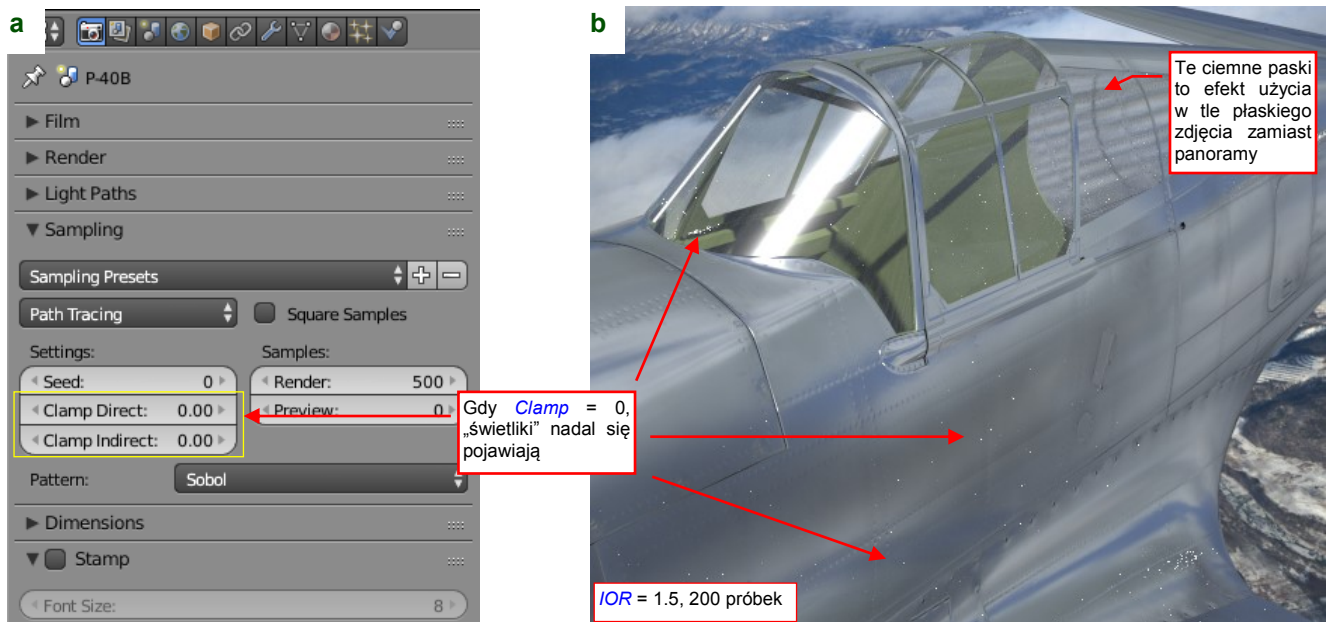 a
P-40B
Film
Render
Light Paths
Sampling
Sampling Presets
Path Tracing
Square Samples
Settings:
Samples:
Seed: 0
Render: 500
Clamp Direct: 0.00
Preview: 0
Clamp Indirect: 0.00
Pattern: Sobol
Dimensions
Stamp
Font Size: 8
Gdy Clamp = 0,
„świetliki” nadal się
pojawiają
b
Te ciemne paski
to efekt użycia
w tle płaskiego
zdjęcia zamiast
panoramy
IOR = 1.5, 200 próbek